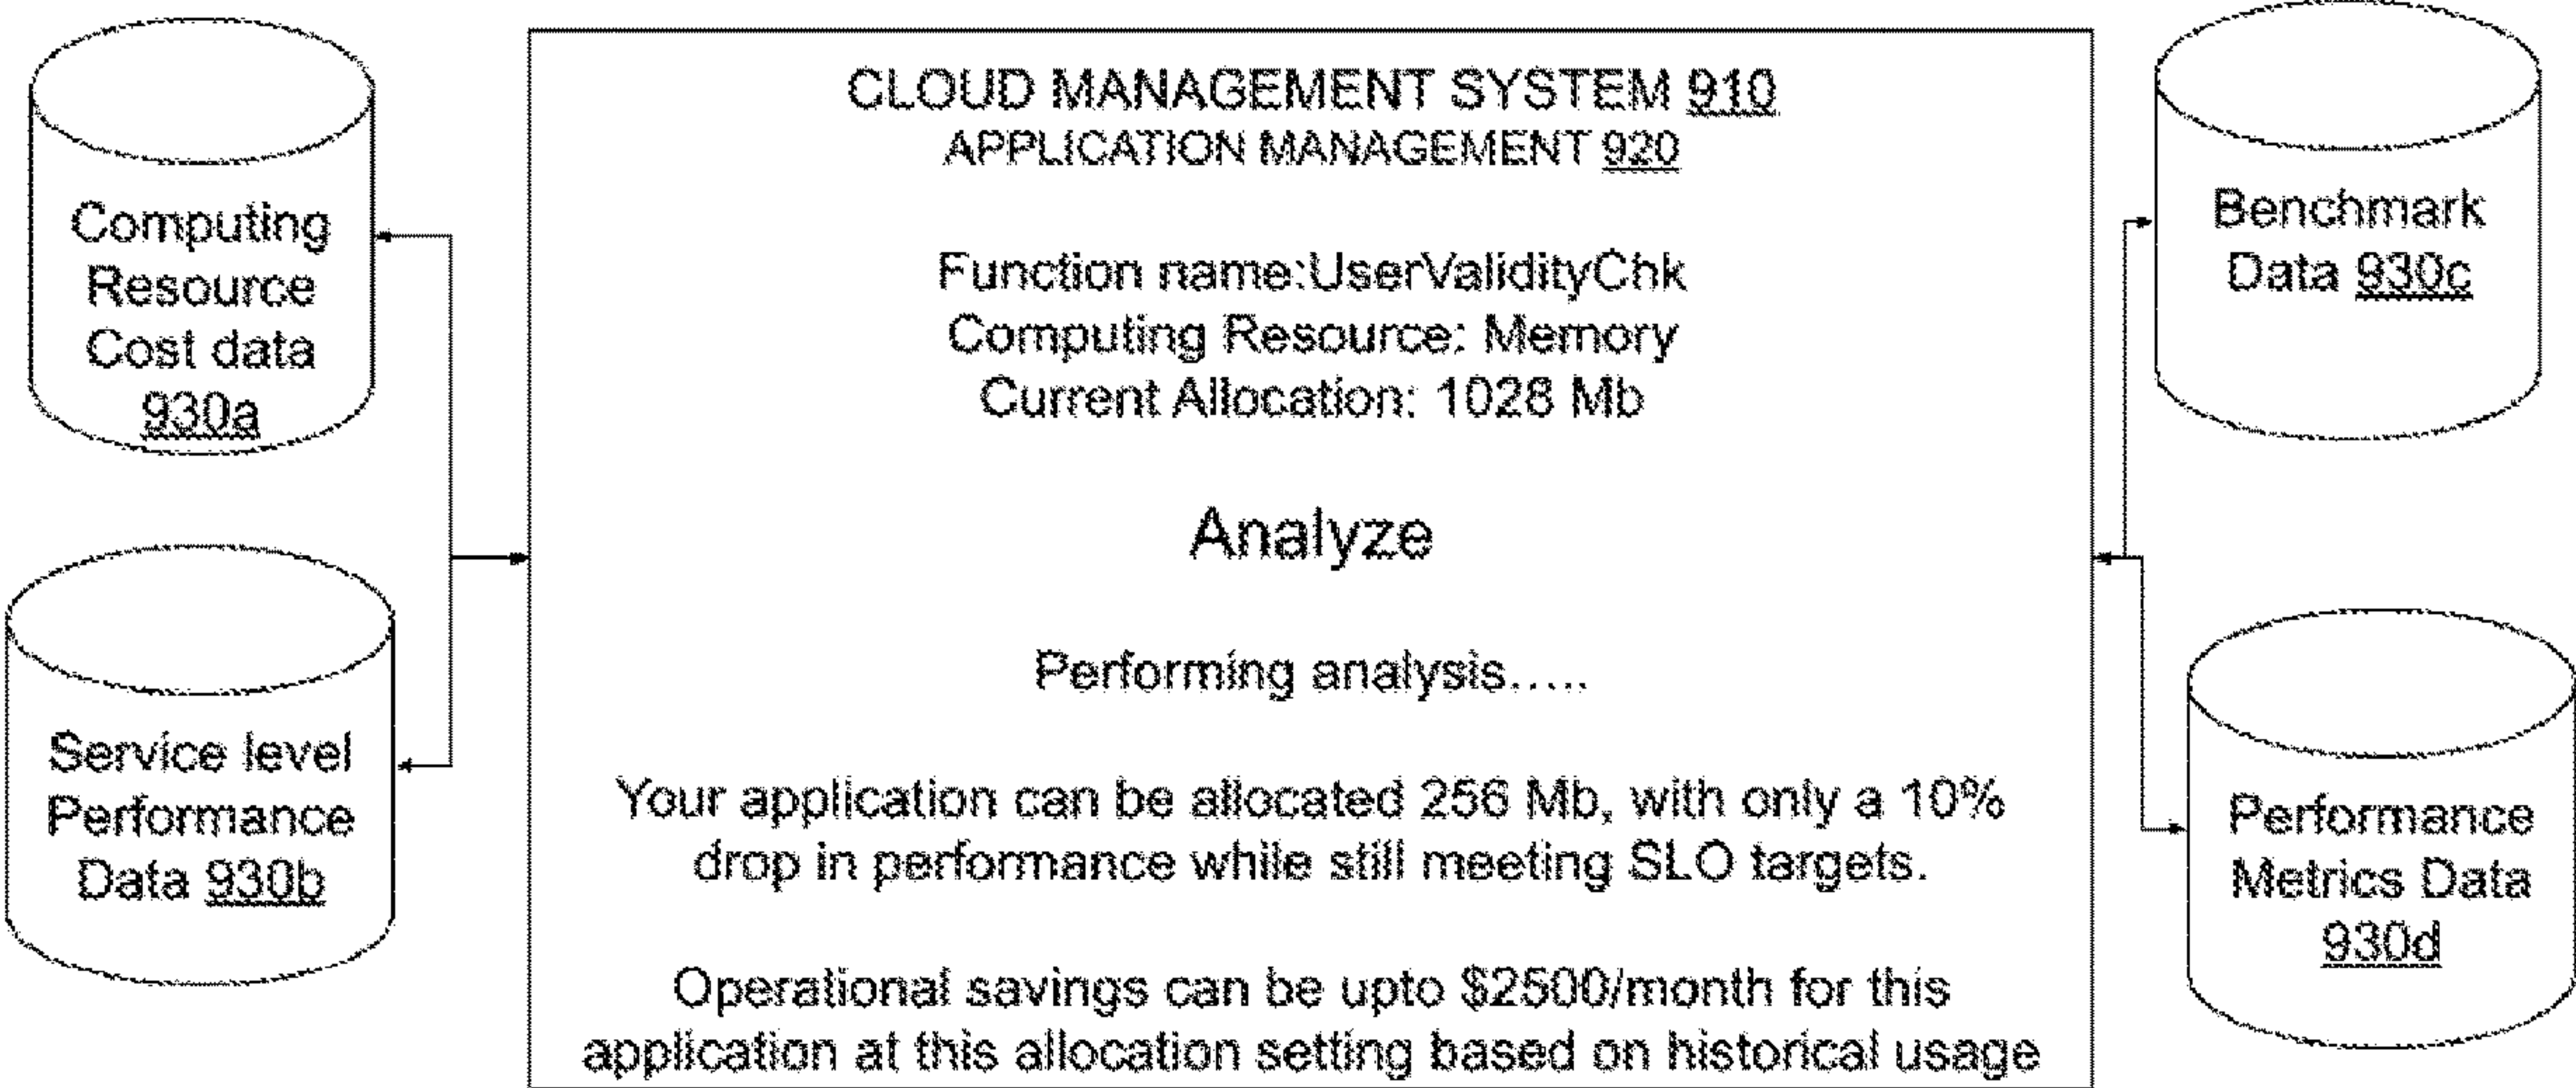 Computing
Resource
Cost data
930a
Service level
Performance
Data 930b
CLOUD MANAGEMENT SYSTEM 910
APPLICATION MANAGEMENT 920
Function name:UserValidityChk
Computing Resource: Memory
Current Allocation: 1028 Mb
Analyze
Performing analysis.....
Your application can be allocated 256 Mb, with only a 10%
drop in performance while still meeting SLO targets.
Operational savings can be upto $2500/month for this
application at this allocation setting based on historical usage
Benchmark
Data 930c
Performance
Metrics Data
930d